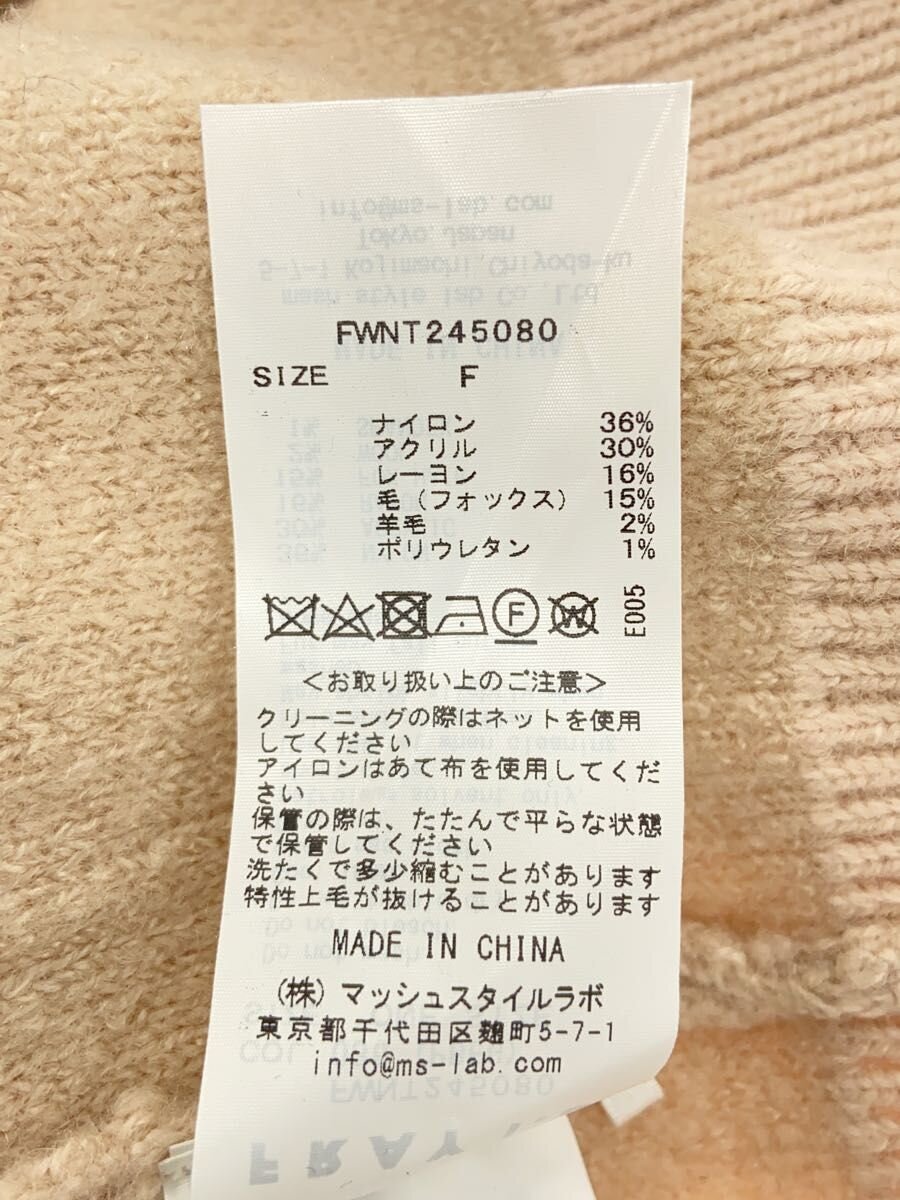 FWNT245080
SIZE F
ナイロン 36%
アクリル 30%
レーヨン 16%
毛(フォックス) 15%
羊毛 2%
ポリウレタン 1%
F W E005
<お取り扱い上のご注意>
クリーニングの際はネットを使用
してください
アイロンはあて布を使用してくだ
さい
保管の際は、たたんで平らな状態
で保管してください
洗たくで多少縮むことがあります
特性上毛が抜けることがあります
MADE IN CHINA
(株)マッシュスタイルラボ
東京都千代田区麹町5-7-1
info@ms-lab.com